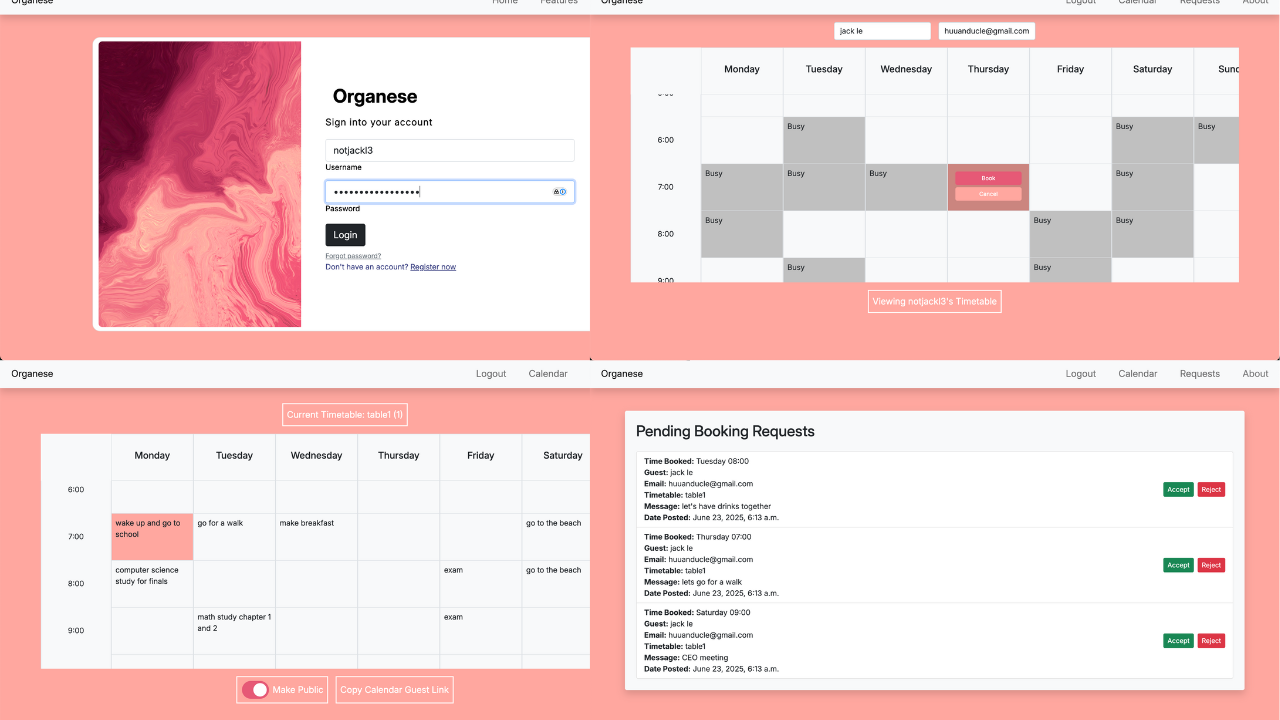 Organese
Home Features
Organese
Sign into your account
notjackl3
Username
•••••••••••••••••
Password
Login
Forgot password?
Don't have an account? Register now
Organese
Logout Calendar Requests About
jack le huuanducle@gmail.com
Monday Tuesday Wednesday Thursday Friday Saturday Sund
6:00 Busy Busy Busy
7:00 Busy Busy Busy Book Busy
Cancel
8:00 Busy Busy Busy
9:00 Busy Busy
Viewing notjackl3's Timetable
Organese
Logout Calendar
Current Timetable: table1 (1)
Monday Tuesday Wednesday Thursday Friday Saturday
6:00
7:00 wake up and go to go for a walk make breakfast go to the beach
school
8:00 computer science exam go to the beach
study for finals
9:00 math study chapter 1 exam
and 2
Make Public Copy Calendar Guest Link
Organese
Logout Calendar Requests About
Pending Booking Requests
Time Booked: Tuesday 08:00
Guest: jack le
Email: huuanducle@gmail.com
Timetable: table1
Message: let's have drinks together
Date Posted: June 23, 2025, 6:13 a.m.
Accept Reject
Time Booked: Thursday 07:00
Guest: jack le
Email: huuanducle@gmail.com
Timetable: table1
Message: lets go for a walk
Date Posted: June 23, 2025, 6:13 a.m.
Accept Reject
Time Booked: Saturday 09:00
Guest: jack le
Email: huuanducle@gmail.com
Timetable: table1
Message: CEO meeting
Date Posted: June 23, 2025, 6:13 a.m.
Accept Reject